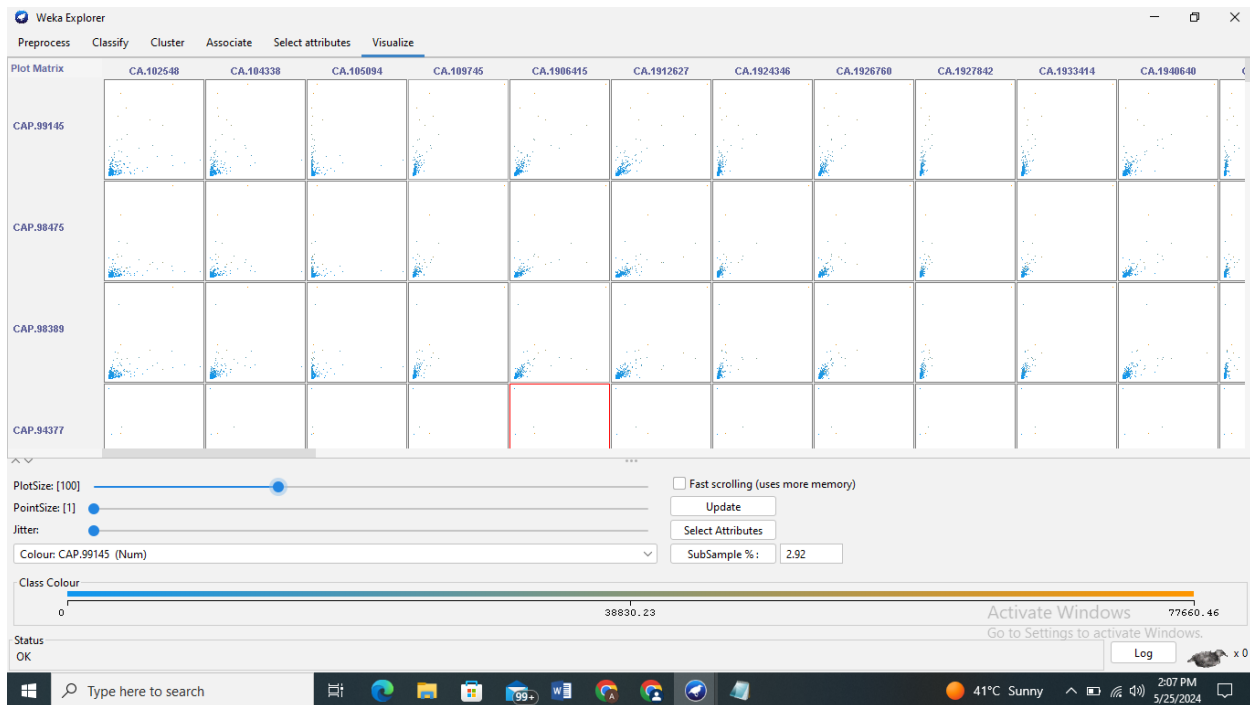 Weka Explorer
Preprocess Classify Cluster Associate Select attributes Visualize
Plot Matrix CA.102548 CA.104338 CA.105094 CA.109745 CA.1906415 CA.1912627 CA.1924346 CA.1926760 CA.1927842 CA.1933414 CA.1940640
CAP.99145
CAP.98475
CAP.98389
CAP.94377
PlotSize: [100]
Fast scrolling (uses more memory)
PointSize: [1]
Update
Jitter:
Select Attributes
Colour: CAP.99145 (Num)
SubSample % : 2.92
Class Colour
0 38830.23 77660.46
Activate Windows
Go to Settings to activate Windows.
Status
OK
Log x 0
Type here to search
99+
41°C Sunny
2:07 PM
5/25/2024